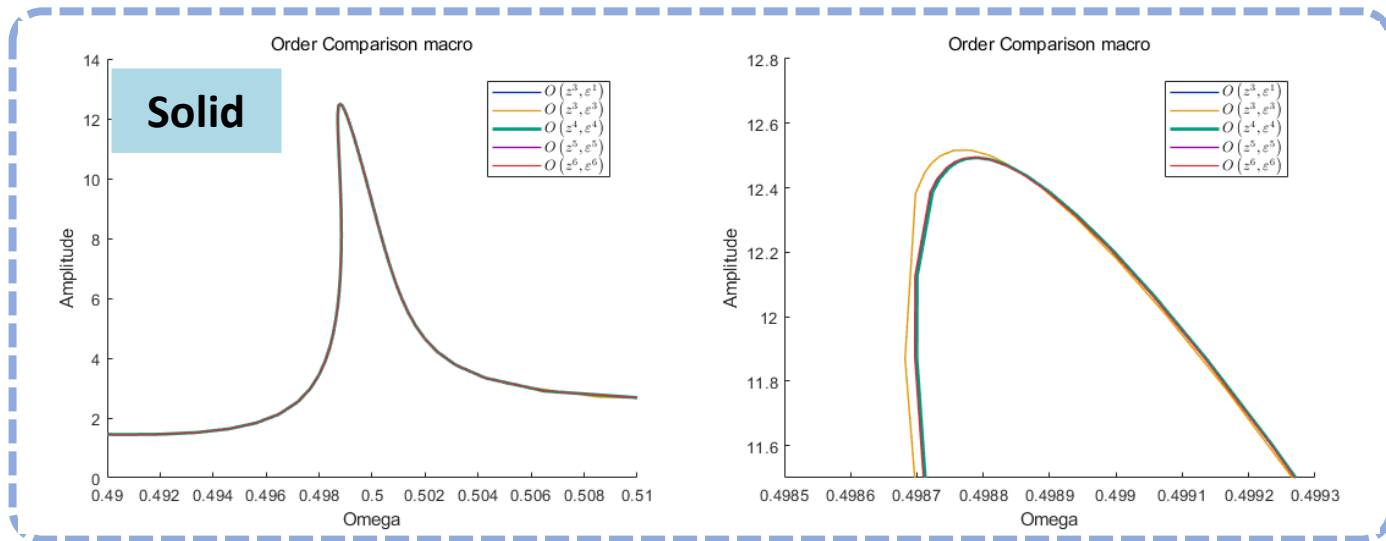 Order Comparison macro
Solid
14
12
10
8
6
4
2
0
Amplitude
O(z³, ε¹)
O(z³, ε³)
O(z⁴, ε⁴)
O(z⁵, ε⁵)
O(z⁶, ε⁶)
0.49 0.492 0.494 0.496 0.498 0.5 0.502 0.504 0.506 0.508 0.51
Omega
Order Comparison macro
12.8
12.6
12.4
12.2
12
11.8
11.6
Amplitude
O(z³, ε¹)
O(z³, ε³)
O(z⁴, ε⁴)
O(z⁵, ε⁵)
O(z⁶, ε⁶)
0.4985 0.4986 0.4987 0.4988 0.4989 0.499 0.4991 0.4992 0.4993
Omega